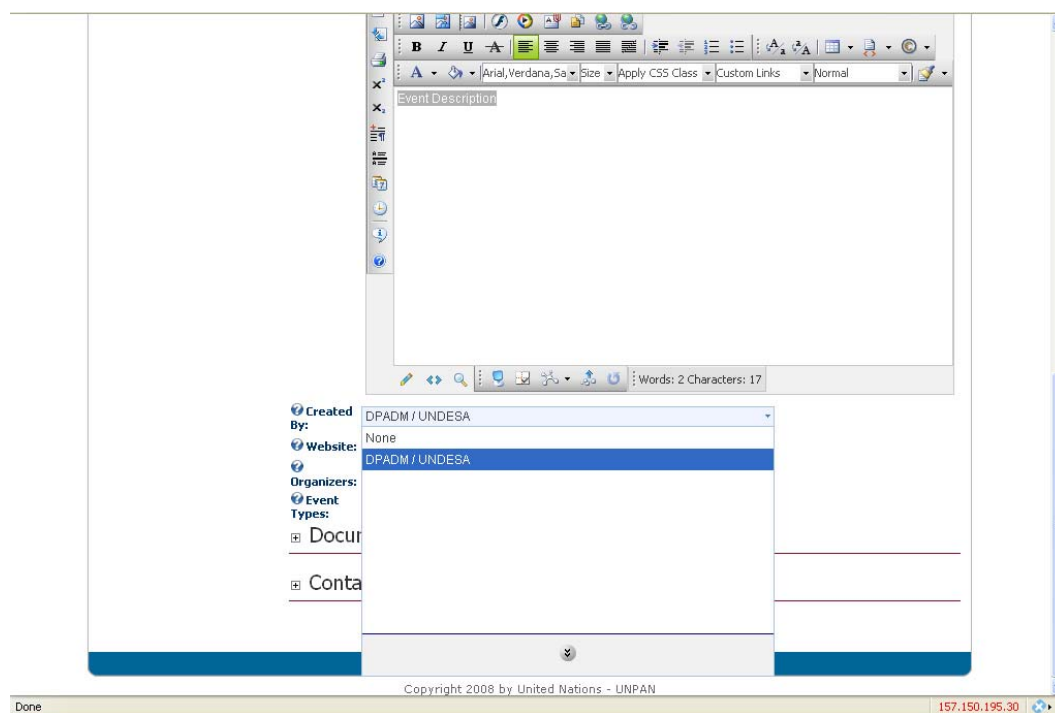 B I U A
A Arial,Verdana,Sa Size Apply CSS Class Custom Links Normal
Event Description
Words: 2 Characters: 17
Created By:
DPADM / UNDESA
None
Website:
DPADM / UNDESA
Organizers:
Event Types:
Docu
Conta
Copyright 2008 by United Nations - UNPAN
Done
157.150.195.30